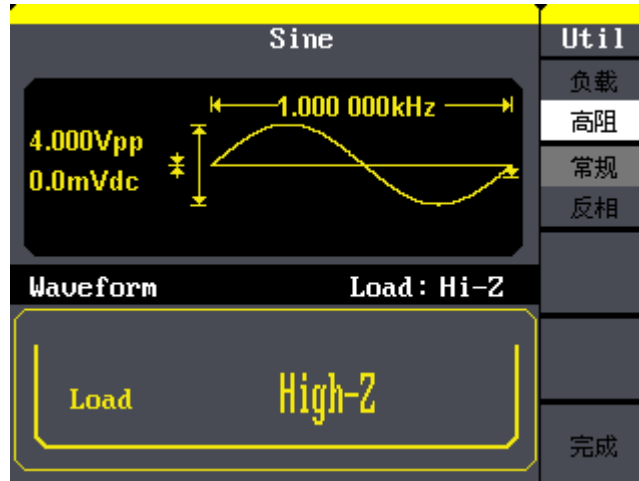 Sine
Util
1.000 000kHz
4.000Vpp
0.0mVdc
负载
高阻
常规
反相
Waveform
Load: Hi-Z
Load
High-Z
完成